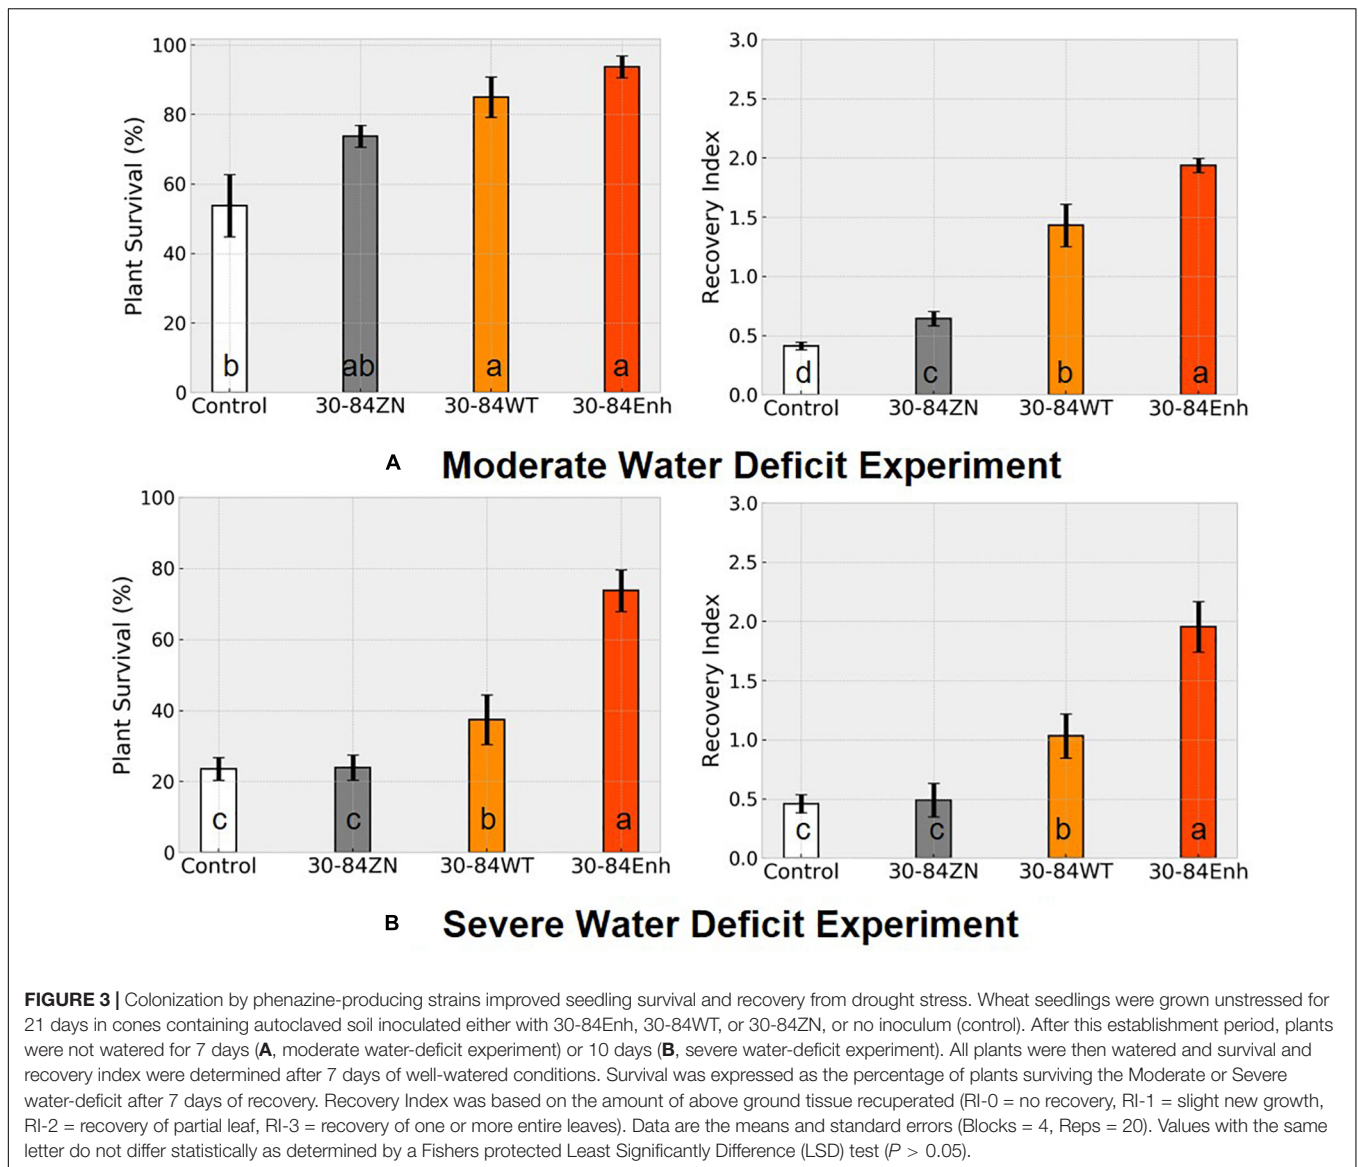 100
80
60
40
20
0
Plant Survival (%)
b
ab
a
a
Control
30-84ZN
30-84WT
30-84Enh
3.0
2.5
2.0
1.5
1.0
0.5
0.0
Recovery Index
d
c
b
a
Control
30-84ZN
30-84WT
30-84Enh
A Moderate Water Deficit Experiment
100
80
60
40
20
0
Plant Survival (%)
c
c
b
a
Control
30-84ZN
30-84WT
30-84Enh
3.0
2.5
2.0
1.5
1.0
0.5
0.0
Recovery Index
c
c
b
a
Control
30-84ZN
30-84WT
30-84Enh
B Severe Water Deficit Experiment
FIGURE 3 | Colonization by phenazine-producing strains improved seedling survival and recovery from drought stress. Wheat seedlings were grown unstressed for
21 days in cones containing autoclaved soil inoculated either with 30-84Enh, 30-84WT, or 30-84ZN, or no inoculum (control). After this establishment period, plants
were not watered for 7 days (A, moderate water-deficit experiment) or 10 days (B, severe water-deficit experiment). All plants were then watered and survival and
recovery index were determined after 7 days of well-watered conditions. Survival was expressed as the percentage of plants surviving the Moderate or Severe
water-deficit after 7 days of recovery. Recovery Index was based on the amount of above ground tissue recuperated (RI-0 = no recovery, RI-1 = slight new growth,
RI-2 = recovery of partial leaf, RI-3 = recovery of one or more entire leaves). Data are the means and standard errors (Blocks = 4, Reps = 20). Values with the same
letter do not differ statistically as determined by a Fishers protected Least Significantly Difference (LSD) test (P > 0.05).